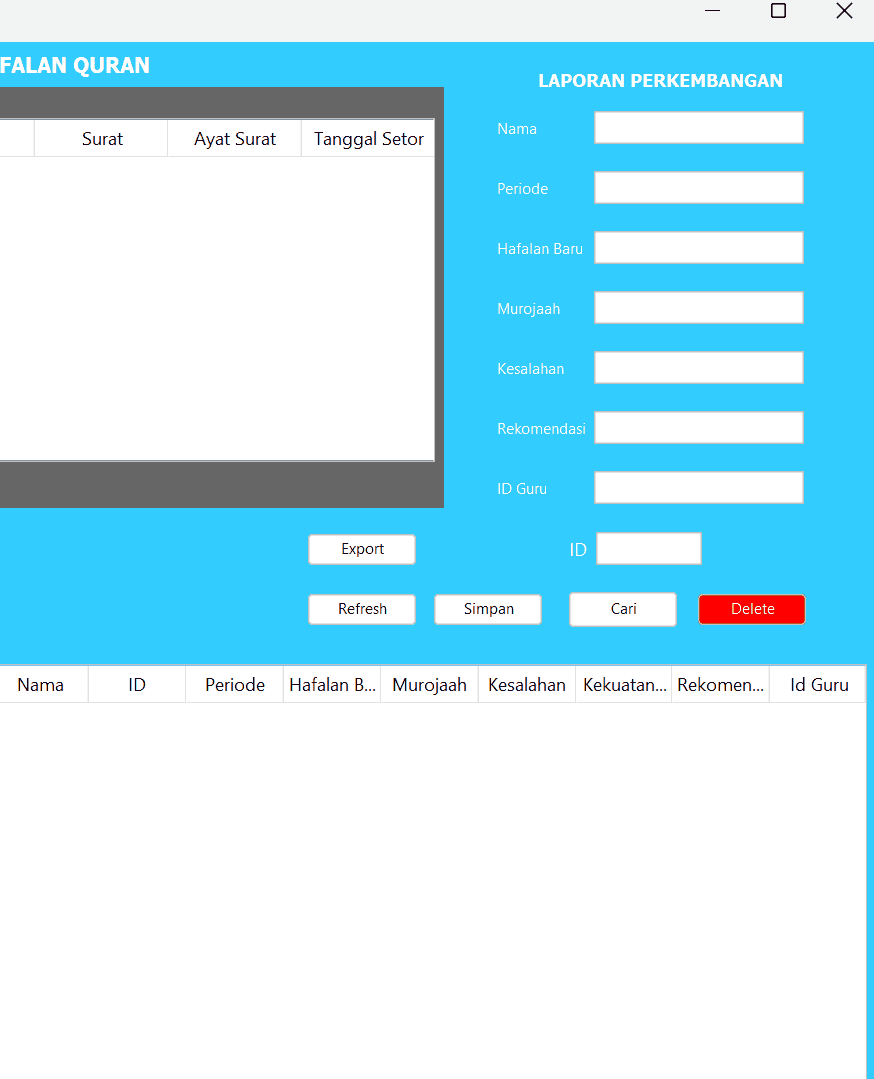 FALAN QURAN
Surat Ayat Surat Tanggal Setor
LAPORAN PERKEMBANGAN
Nama
Periode
Hafalan Baru
Murojaah
Kesalahan
Rekomendasi
ID Guru
Export ID
Refresh Simpan Cari Delete
Nama ID Periode Hafalan B... Murojaah Kesalahan Kekuatan... Rekomen... Id Guru